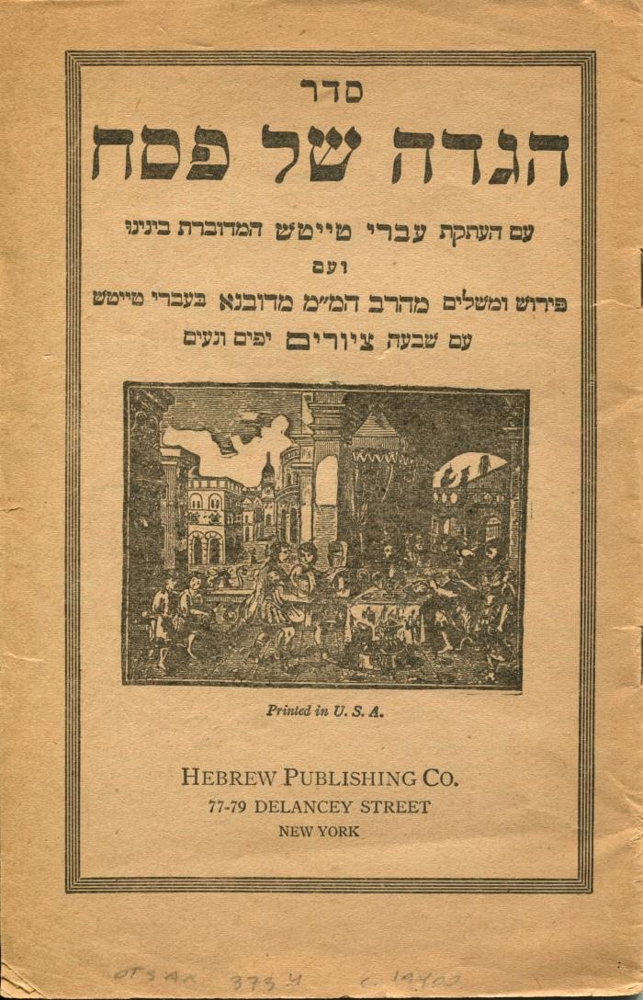 סדר
הגדה של פסח
עם העתקת עברי טייטש המדוברת בינינו
ועם
פירוש ומשלים מהרב המ״מ מדובנא בעברי טייטש
עם שבעה ציורים יפים ונעים
Printed in U. S. A.
HEBREW PUBLISHING CO.
77-79 DELANCEY STREET
NEW YORK
OTSAR 373 4 c. 1940?